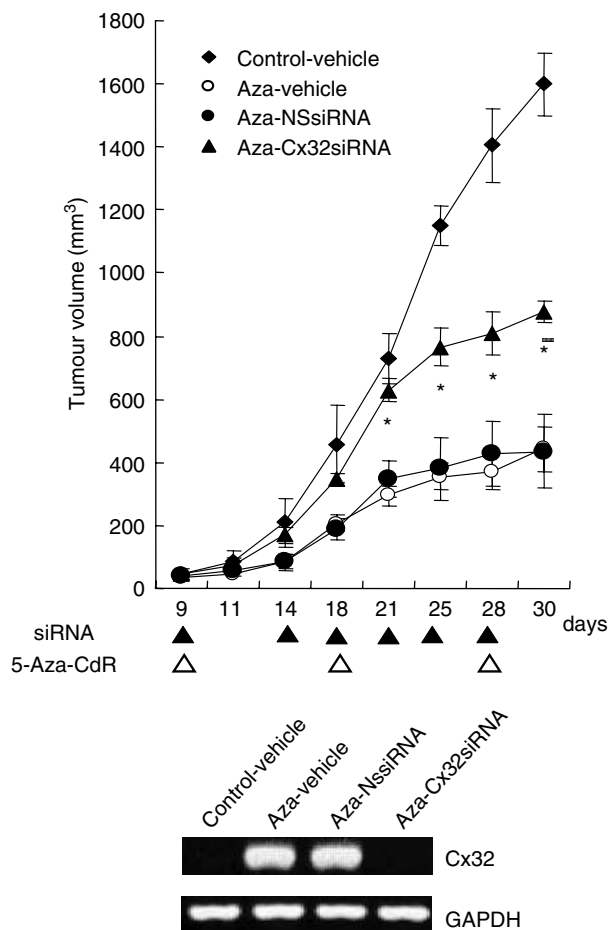 1800
1600
1400
1200
1000
800
600
400
200
0
Tumour volume (mm³)
Control-vehicle
Aza-vehicle
Aza-NSsiRNA
Aza-Cx32siRNA
*
*
*
*
9 11 14 18 21 25 28 30 days
siRNA
5-Aza-CdR
Control-vehicle
Aza-vehicle
Aza-NssiRNA
Aza-Cx32siRNA
Cx32
GAPDH